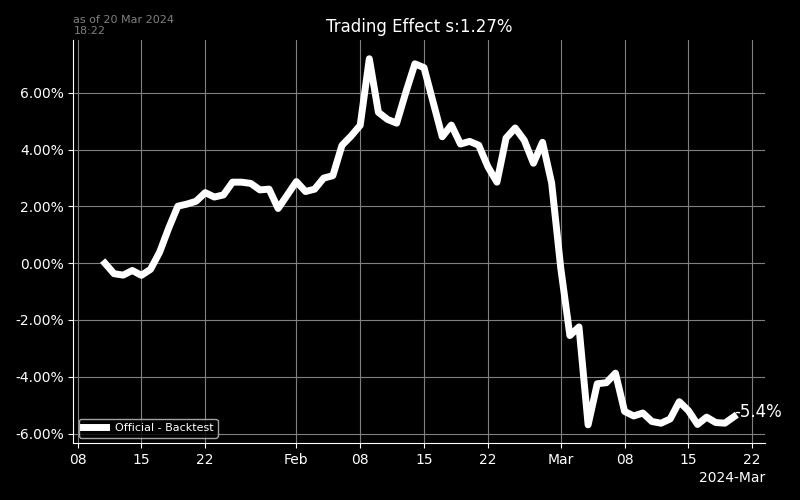 as of 20 Mar 2024
18:22
Trading Effect s:1.27%
6.00%
4.00%
2.00%
0.00%
-2.00%
-4.00%
-6.00%
-5.4%
Official - Backtest
08 15 22 Feb 08 15 22 Mar 08 15 22
2024-Mar